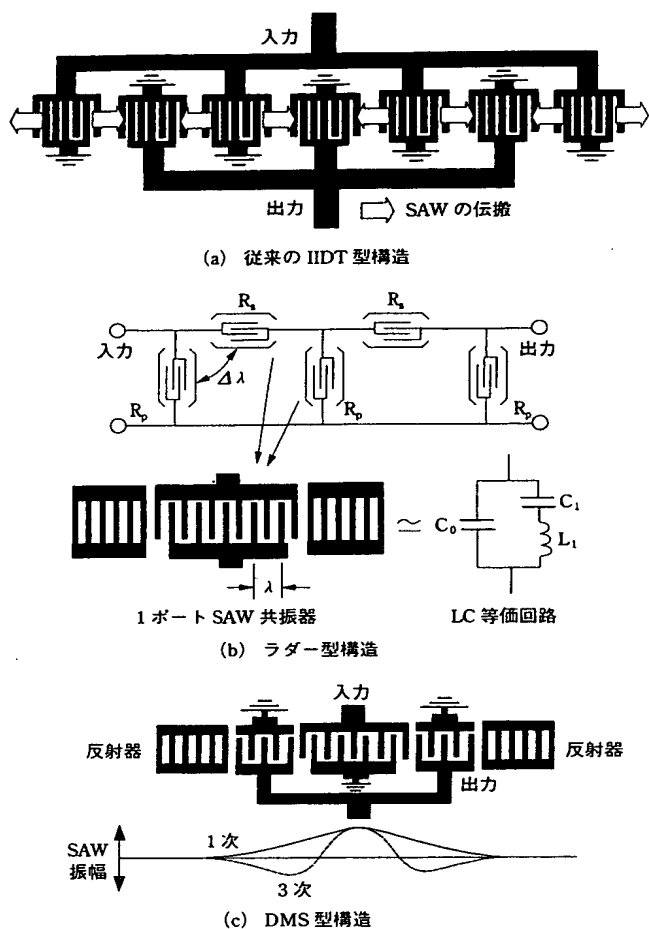 入力
出力
SAW の伝搬
(a) 従来の IIDT 型構造
Rs
Rs
入力
出力
Δλ
Rp
Rp
Rp
C0
C1
L1
≃
λ
1 ポート SAW 共振器
LC 等価回路
(b) ラダー型構造
入力
反射器
反射器
出力
SAW
振幅
1 次
3 次
(c) DMS 型構造